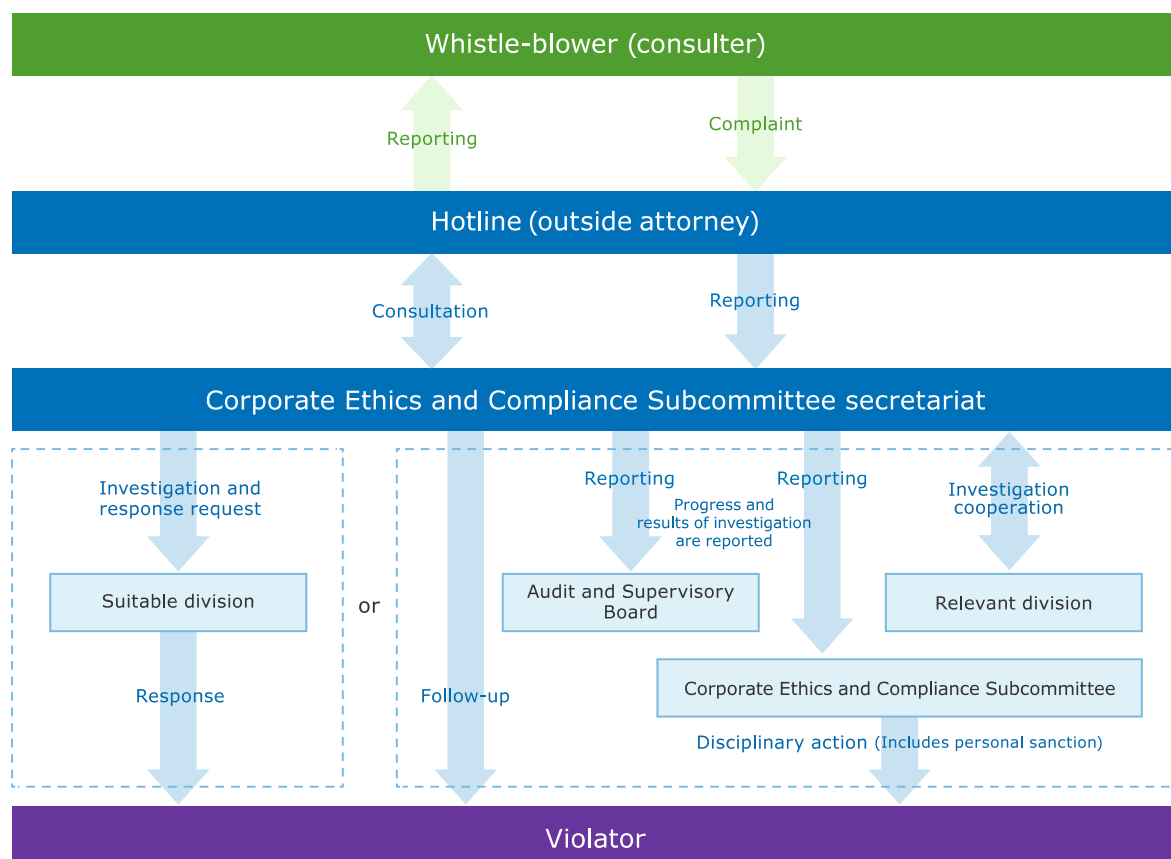 Whistle-blower (consulter)
Reporting
Complaint
Hotline (outside attorney)
Consultation
Reporting
Corporate Ethics and Compliance Subcommittee secretariat
Investigation and
response request
Suitable division
Response
or
Follow-up
Reporting
Progress and
results of investigation
are reported
Reporting
Investigation
cooperation
Audit and Supervisory
Board
Relevant division
Corporate Ethics and Compliance Subcommittee
Disciplinary action (Includes personal sanction)
Violator